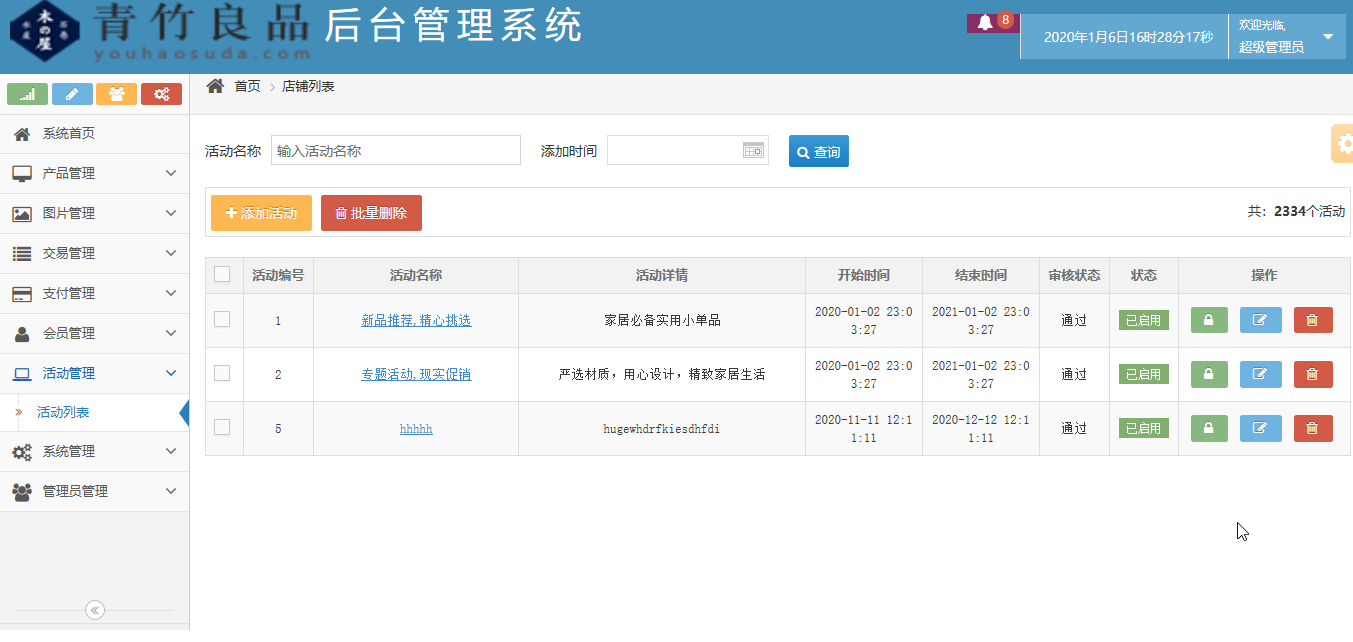 木の屋
青竹良品
youhaosuda.com
后台管理系统
8
2020年1月6日16时28分17秒
欢迎光临,
超级管理员
首页 > 店铺列表
系统首页
产品管理
图片管理
交易管理
支付管理
会员管理
活动管理
» 活动列表
系统管理
管理员管理
活动名称 输入活动名称 添加时间 查询
添加活动 批量删除 共：2334个活动
活动编号 活动名称 活动详情 开始时间 结束时间 审核状态 状态 操作
1 新品推荐,精心挑选 家居必备实用小单品 2020-01-02 23:0 2021-01-02 23:0 通过 已启用
3:27 3:27
2 专题活动,现实促销 严选材质，用心设计，精致家居生活 2020-01-02 23:0 2021-01-02 23:0 通过 已启用
3:27 3:27
5 hhhhh hugewhdrfkiesdhfdi 2020-11-11 12:1 2020-12-12 12:1 通过 已启用
1:11 1:11